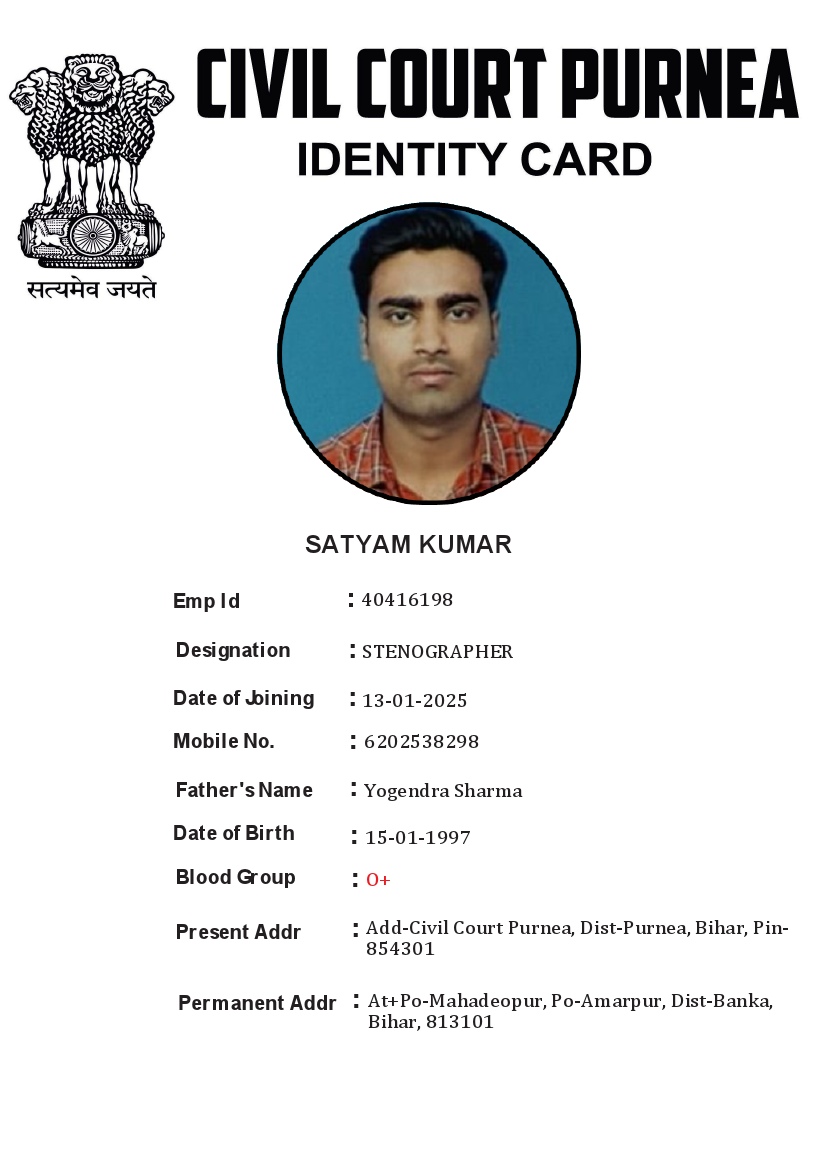 CIVIL COURT PURNEA
IDENTITY CARD
सत्यमेव जयते
SATYAM KUMAR
Emp Id : 40416198
Designation : STENOGRAPHER
Date of Joining : 13-01-2025
Mobile No. : 6202538298
Father's Name : Yogendra Sharma
Date of Birth : 15-01-1997
Blood Group : O+
Present Addr : Add-Civil Court Purnea, Dist-Purnea, Bihar, Pin-
854301
Permanent Addr : At+Po-Mahadeopur, Po-Amarpur, Dist-Banka,
Bihar, 813101